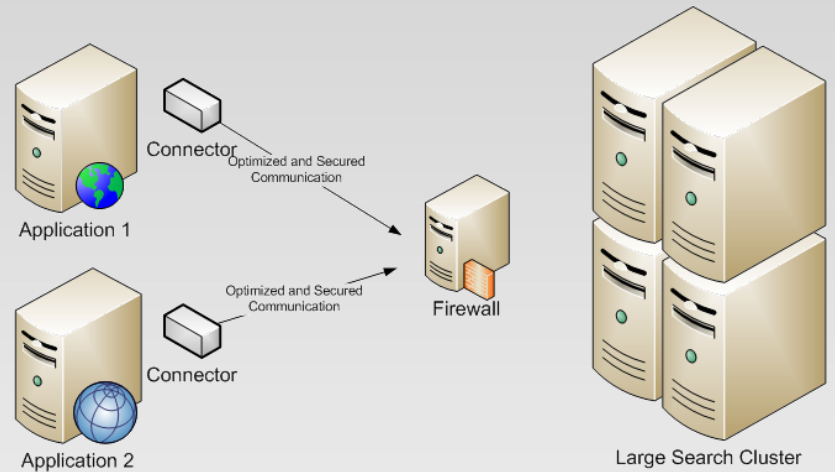 Application 1
Connector
Optimized and Secured
Communication
Firewall
Application 2
Connector
Optimized and Secured
Communication
Large Search Cluster